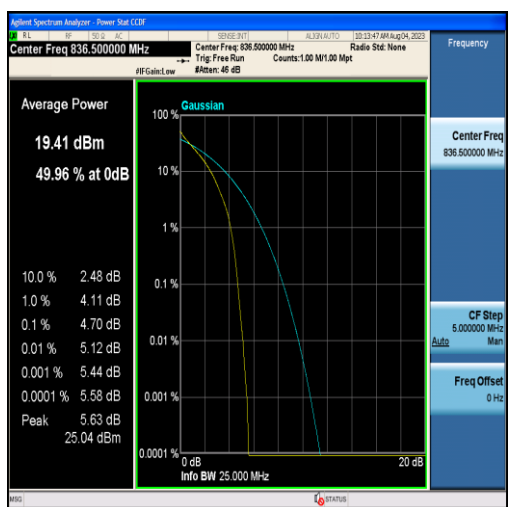 Agilent Spectrum Analyzer - Power Stat CCDF
RL RF 50 Ω AC SENSE:INT ALIGN AUTO 10:13:47 AM Aug 04, 2023
Center Freq 836.500000 MHz
Center Freq: 836.500000 MHz Radio Std: None
Trig: Free Run Counts:1.00 M/1.00 Mpt
#IFGain:Low #Atten: 46 dB
Frequency
Average Power
19.41 dBm
49.96 % at 0dB
10.0 % 2.48 dB
1.0 % 4.11 dB
0.1 % 4.70 dB
0.01 % 5.12 dB
0.001 % 5.44 dB
0.0001 % 5.58 dB
Peak 5.63 dB
25.04 dBm
Gaussian
100 %
10 %
1 %
0.1 %
0.01 %
0.001 %
0.0001 %
0 dB 20 dB
Info BW 25.000 MHz
Center Freq
836.500000 MHz
CF Step
5.000000 MHz
Auto Man
Freq Offset
0 Hz
MSG STATUS